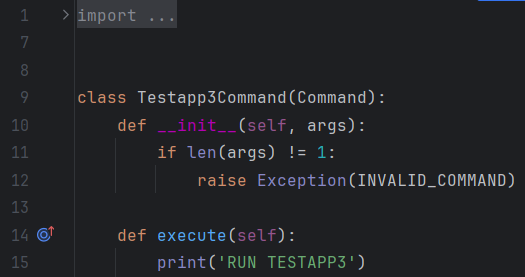 1 import ...
7
8
9 class Testapp3Command(Command):
10     def __init__(self, args):
11         if len(args) != 1:
12             raise Exception(INVALID_COMMAND)
13
14     def execute(self):
15         print('RUN TESTAPP3')